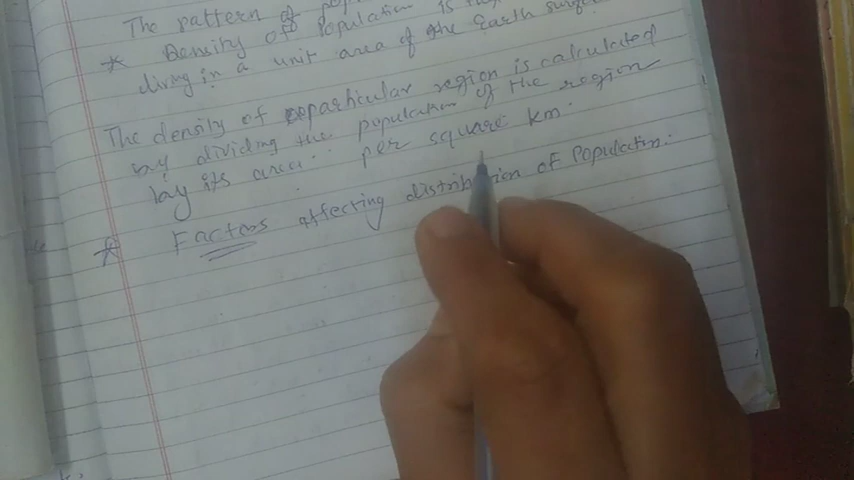 The pattern of
* Density of Population is
living in a unit area of the Earth surface
The density of particular region is calculated
by dividing the population of the region
by its area. per square km.
* Factors affecting distribution of Population.